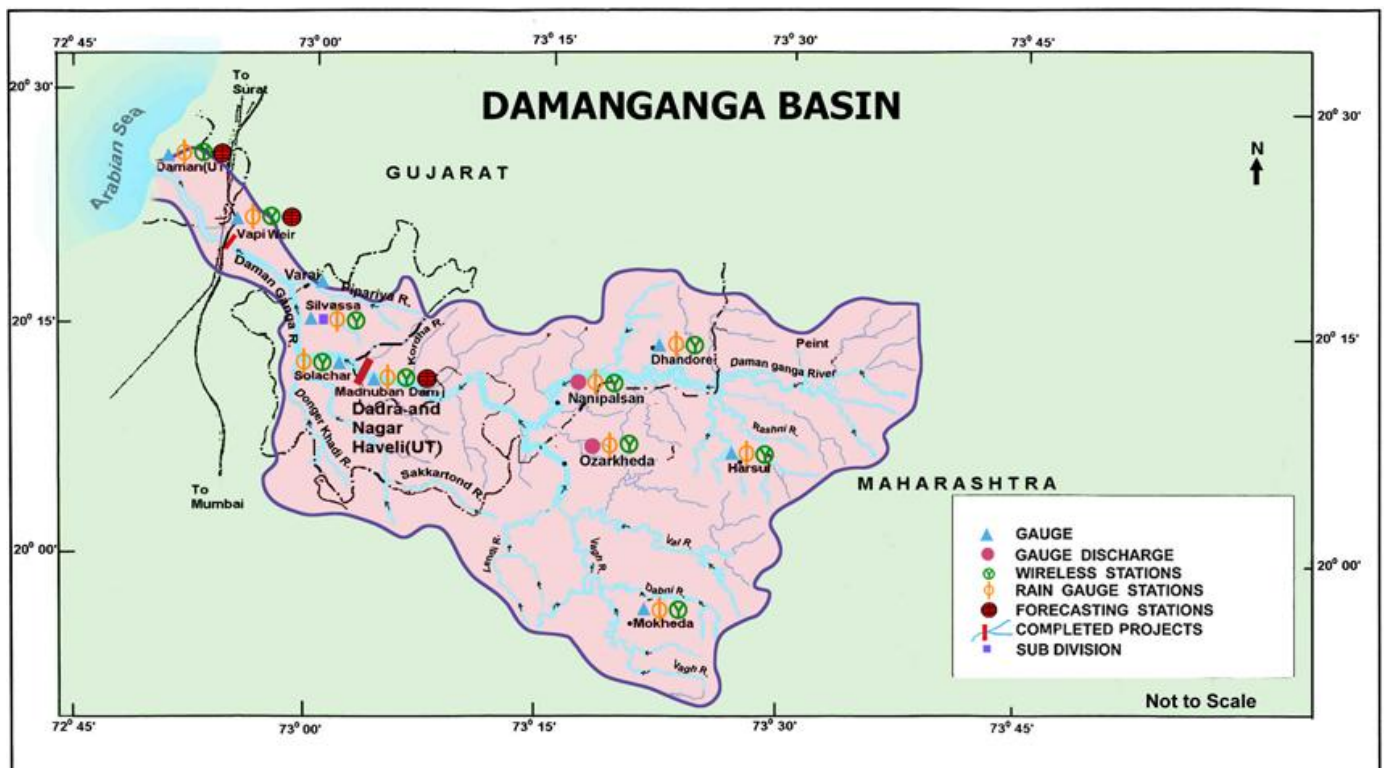 72° 45'
73° 00'
73° 15'
73° 30'
73° 45'
20° 30'
20° 30'
To
Surat
DAMANGANGA BASIN
N
Arabian Sea
GUJARAT
Daman(UT)
Vapi Weir
Daman Ganga R.
Varai
Pipariya R.
Silvassa
20° 15'
20° 15'
Kordha R.
Peint
Dhandore
Daman ganga River
Solachar
Madhuban Dam
Nanipalsan
Dadra and
Nagar
Haveli(UT)
Donger Khadi R.
Rashni R.
Ozarkheda
Harsul
Sakkartond R.
To
Mumbai
MAHARASHTRA
20° 00'
20° 00'
Lendi R.
Vagh R.
Val R.
Dabni R.
Mokheda
Vagh R.
GAUGE
GAUGE DISCHARGE
WIRELESS STATIONS
RAIN GAUGE STATIONS
FORECASTING STATIONS
COMPLETED PROJECTS
SUB DIVISION
Not to Scale
72° 45'
73° 00'
73° 15'
73° 30'
73° 45'